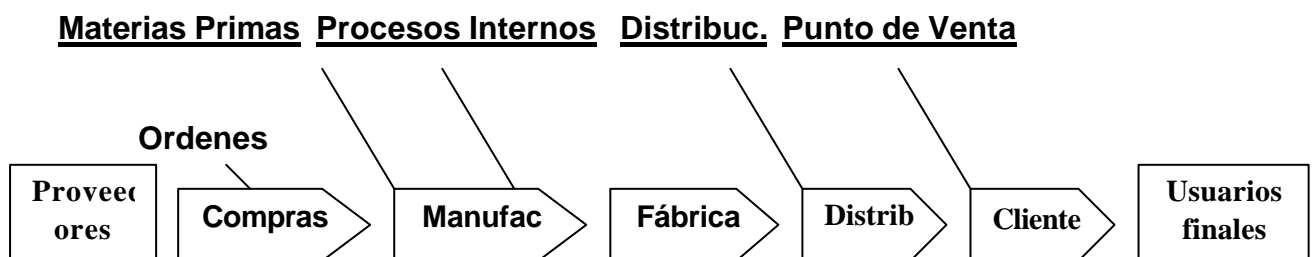 Materias Primas Procesos Internos Distribuc. Punto de Venta
Ordenes
Proveec
ores
Compras
Manufac
Fábrica
Distrib
Cliente
Usuarios
finales